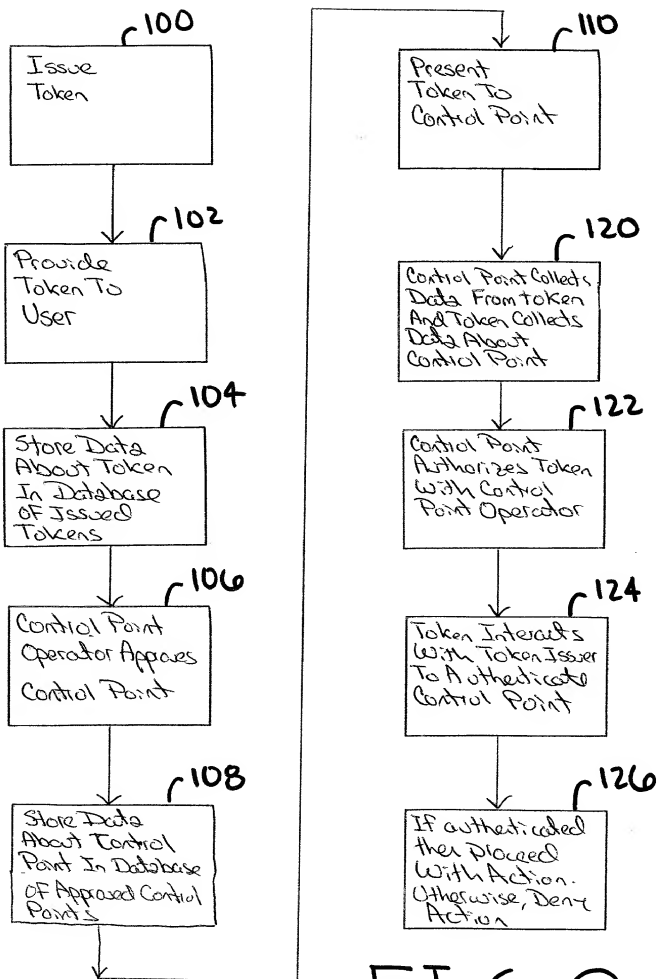 100
Issue
Token
102
Provide
Token To
User
104
Store Data
About Token
In Database
OF Issued
Tokens
106
Control Point
Operator Approves
Control Point
108
Store Data
About Control
Point In Database
OF Approved Control
Points
110
Present
Token To
Control Point
120
Control Point Collects
Data From token
And Token Collects
Data About
Control Point
122
Control Point
Authorizes Token
With Control
Point Operator
124
Token Interacts
With Token Issuer
To Authenticate
Control Point
126
If authenticated
then proceed
With Action.
Otherwise, Deny
Action